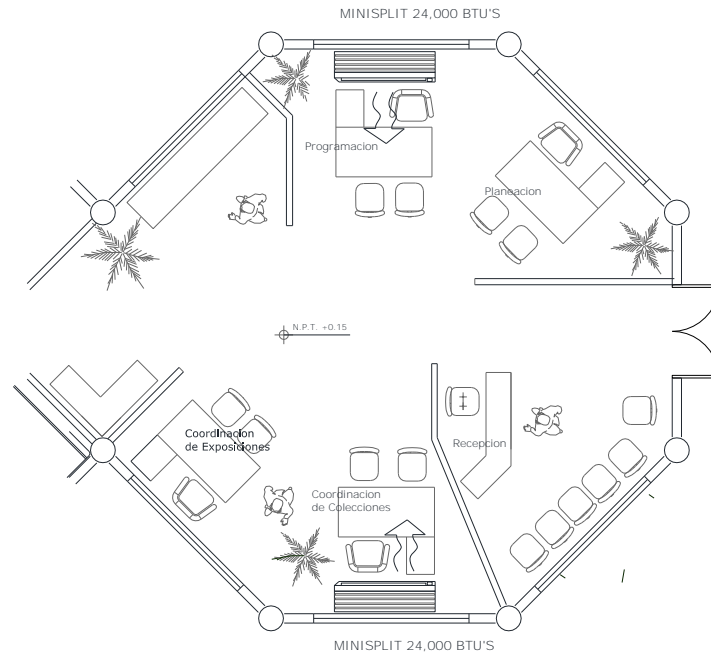 MINISPLIT 24,000 BTU'S
Programacion
Planeacion
N.P.T. +0.15
Coordinacion
de Exposiciones
Recepcion
Coordinacion
de Colecciones
MINISPLIT 24,000 BTU'S